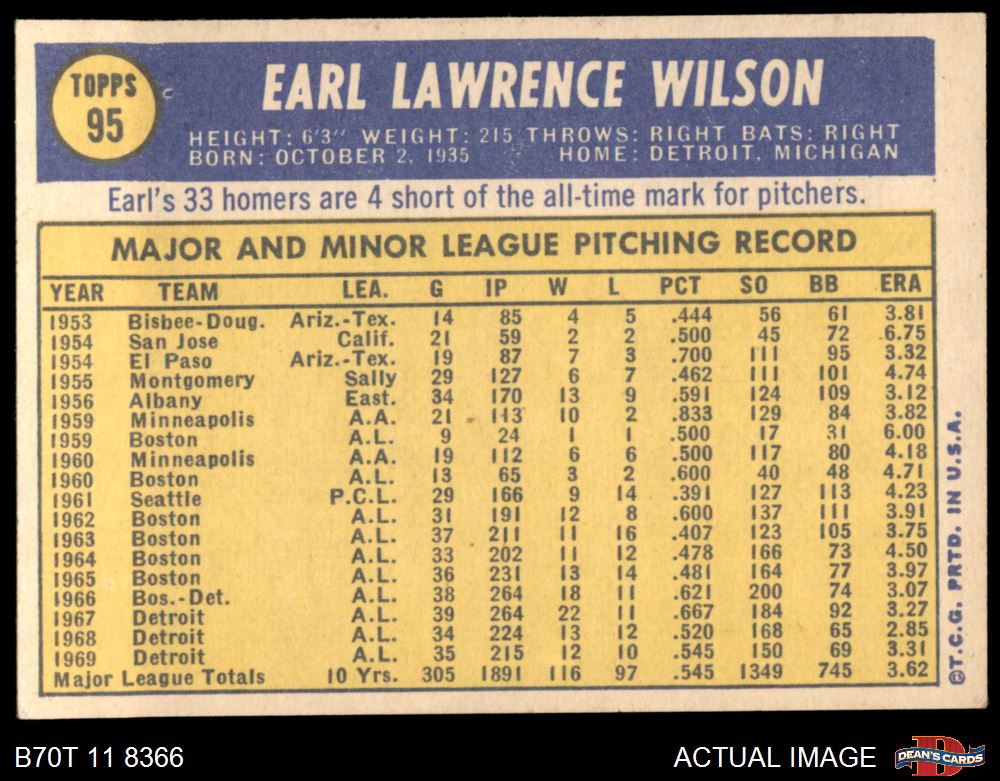 TOPPS
95
EARL LAWRENCE WILSON
HEIGHT: 6'3" WEIGHT: 215 THROWS: RIGHT BATS: RIGHT
BORN: OCTOBER 2, 1935 HOME: DETROIT, MICHIGAN
Earl's 33 homers are 4 short of the all-time mark for pitchers.
MAJOR AND MINOR LEAGUE PITCHING RECORD
YEAR TEAM LEA. G IP W L PCT SO BB ERA
1953 Bisbee-Doug. Ariz.-Tex. 14 85 4 5 .444 56 61 3.81
1954 San Jose Calif. 21 59 2 2 .500 45 72 6.75
1954 El Paso Ariz.-Tex. 19 87 7 3 .700 111 95 3.32
1955 Montgomery Sally 29 127 6 7 .462 111 101 4.74
1956 Albany East. 34 170 13 9 .591 124 109 3.12
1959 Minneapolis A.A. 21 113 10 2 .833 129 84 3.82
1959 Boston A.L. 9 24 1 1 .500 17 31 6.00
1960 Minneapolis A.A. 19 112 6 6 .500 117 80 4.18
1960 Boston A.L. 13 65 3 2 .600 40 48 4.71
1961 Seattle P.C.L. 29 166 9 14 .391 127 113 4.23
1962 Boston A.L. 31 191 12 8 .600 137 111 3.91
1963 Boston A.L. 37 211 11 16 .407 123 105 3.75
1964 Boston A.L. 33 202 11 12 .478 166 73 4.50
1965 Boston A.L. 36 231 13 14 .481 164 77 3.97
1966 Bos.-Det. A.L. 38 264 18 11 .621 200 74 3.07
1967 Detroit A.L. 39 264 22 11 .667 184 92 3.27
1968 Detroit A.L. 34 224 13 12 .520 168 65 2.85
1969 Detroit A.L. 35 215 12 10 .545 150 69 3.31
Major League Totals 10 Yrs. 305 1891 116 97 .545 1349 745 3.62
©T.C.G. PRTD. IN U.S.A.
B70T 11 8366
ACTUAL IMAGE
D
DEAN'S CARDS